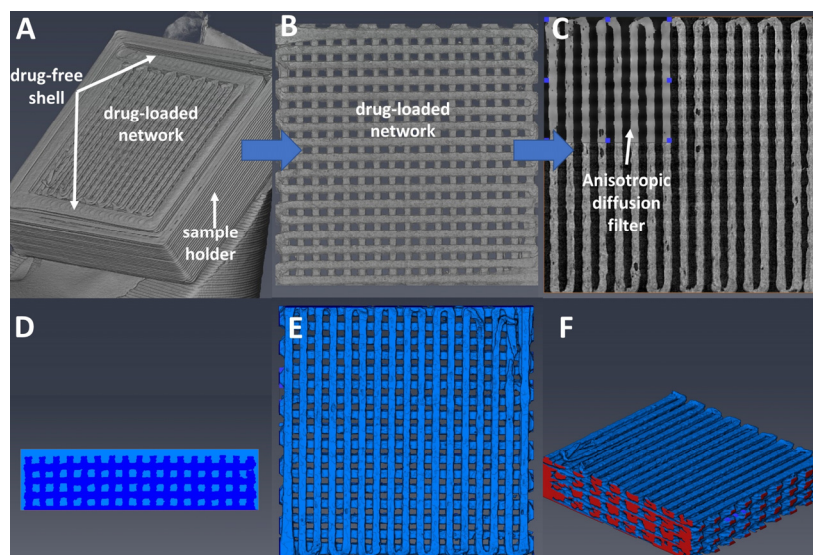 A
drug-free
shell
drug-loaded
network
sample
holder
B
drug-loaded
network
C
Anisotropic
diffusion
filter
D
E
F